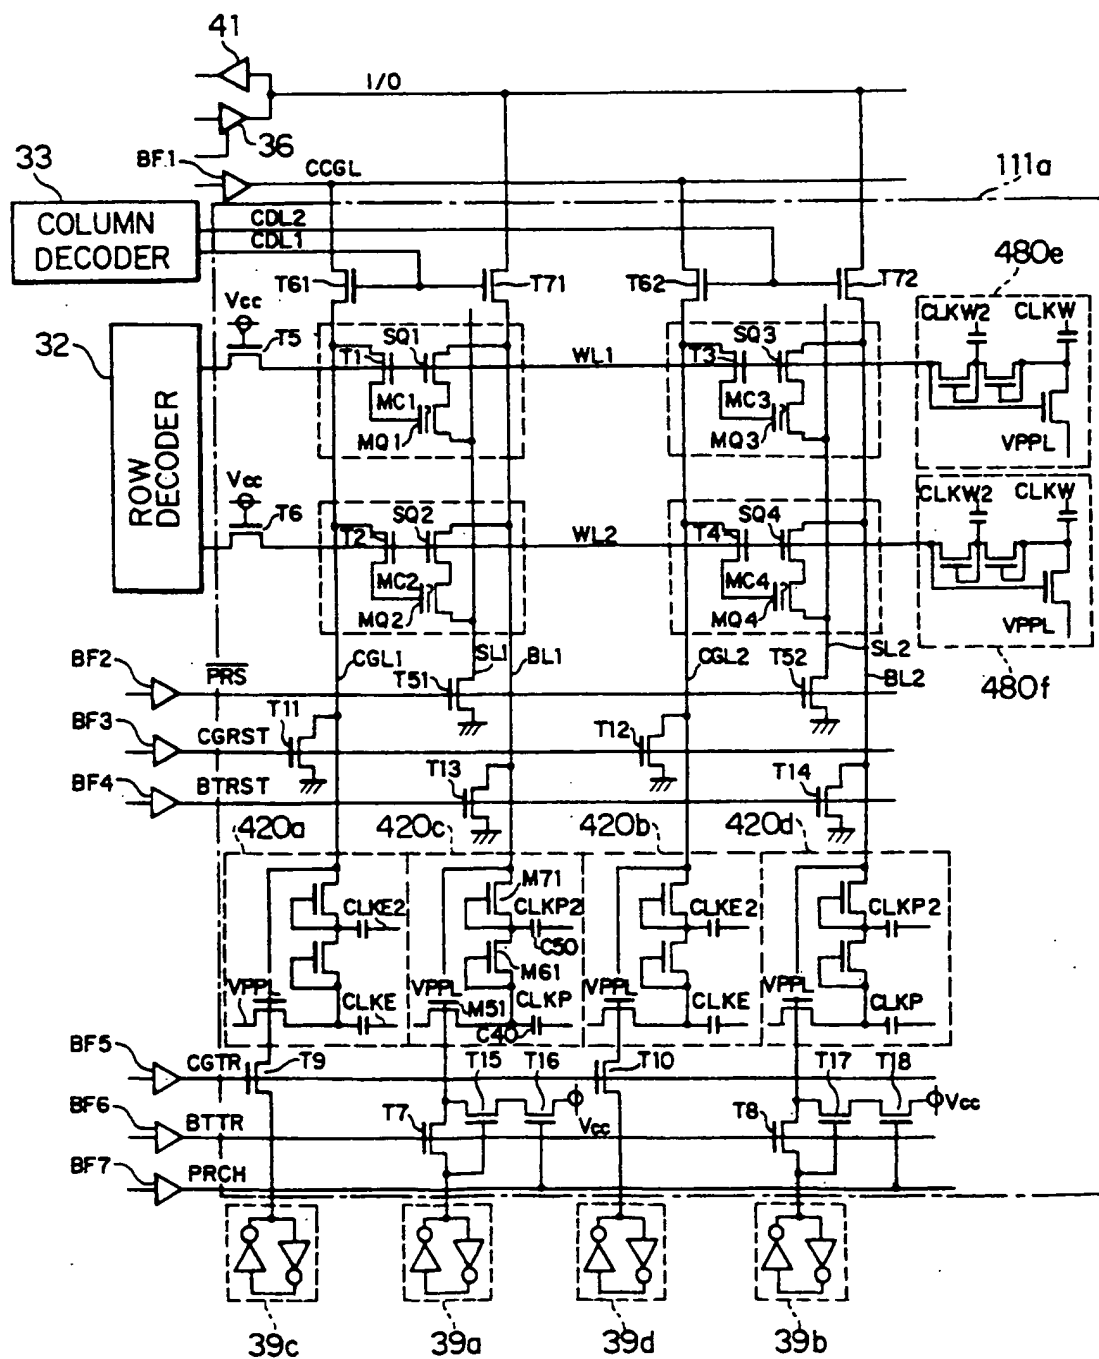 41
I/O
36
33
BF.1
CCGL
111a
COLUMN
DECODER
CDL2
CDL1
T61
T71
T62
T72
480e
Vcc
T5
CLKW2
CLKW
32
SQ1
T1
WL1
SQ3
T3
MC1
MC3
MQ1
MQ3
VPPL
ROW
DECODER
Vcc
T6
CLKW2
CLKW
SQ2
T2
WL2
SQ4
T4
MC2
MC4
MQ2
MQ4
VPPL
BF2
PRS
CGL1
T51
SL1
BL1
CGL2
T52
SL2
BL2
480f
BF3
CGRST
T11
T12
BF4
BTRST
T13
T14
420a
420c
420b
420d
M71
CLKE2
CLKP2
CLKE2
CLKP2
C50
M61
VPPL
VPPL
VPPL
VPPL
CLKE
M51
CLKP
CLKE
CLKP
C40
BF5
CGTR
T9
T15
T16
T10
T17
T18
BF6
BTTR
T7
Vcc
T8
Vcc
BF7
PRCH
39c
39a
39d
39b